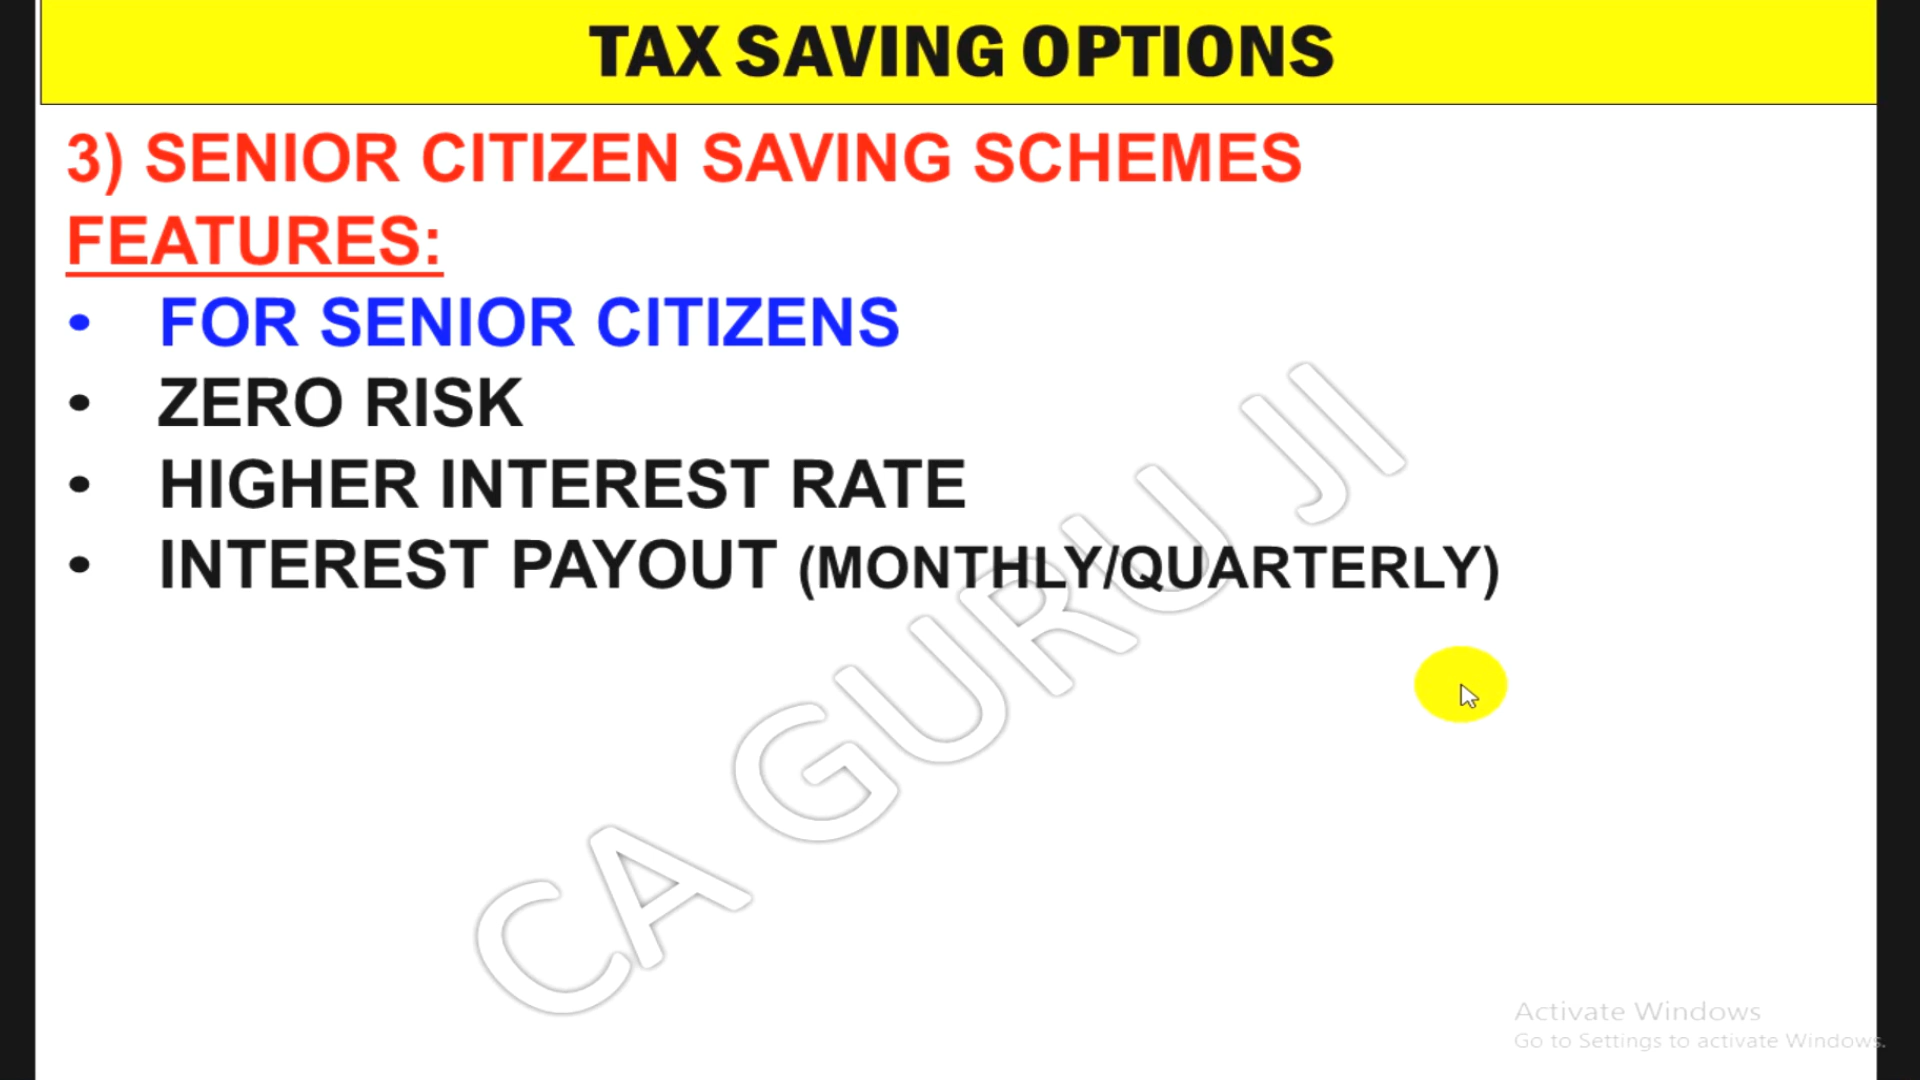 TAX SAVING OPTIONS
3) SENIOR CITIZEN SAVING SCHEMES
FEATURES:
• FOR SENIOR CITIZENS
• ZERO RISK
• HIGHER INTEREST RATE
• INTEREST PAYOUT (MONTHLY/QUARTERLY)
CA GURU JI
Activate Windows
Go to Settings to activate Windows.